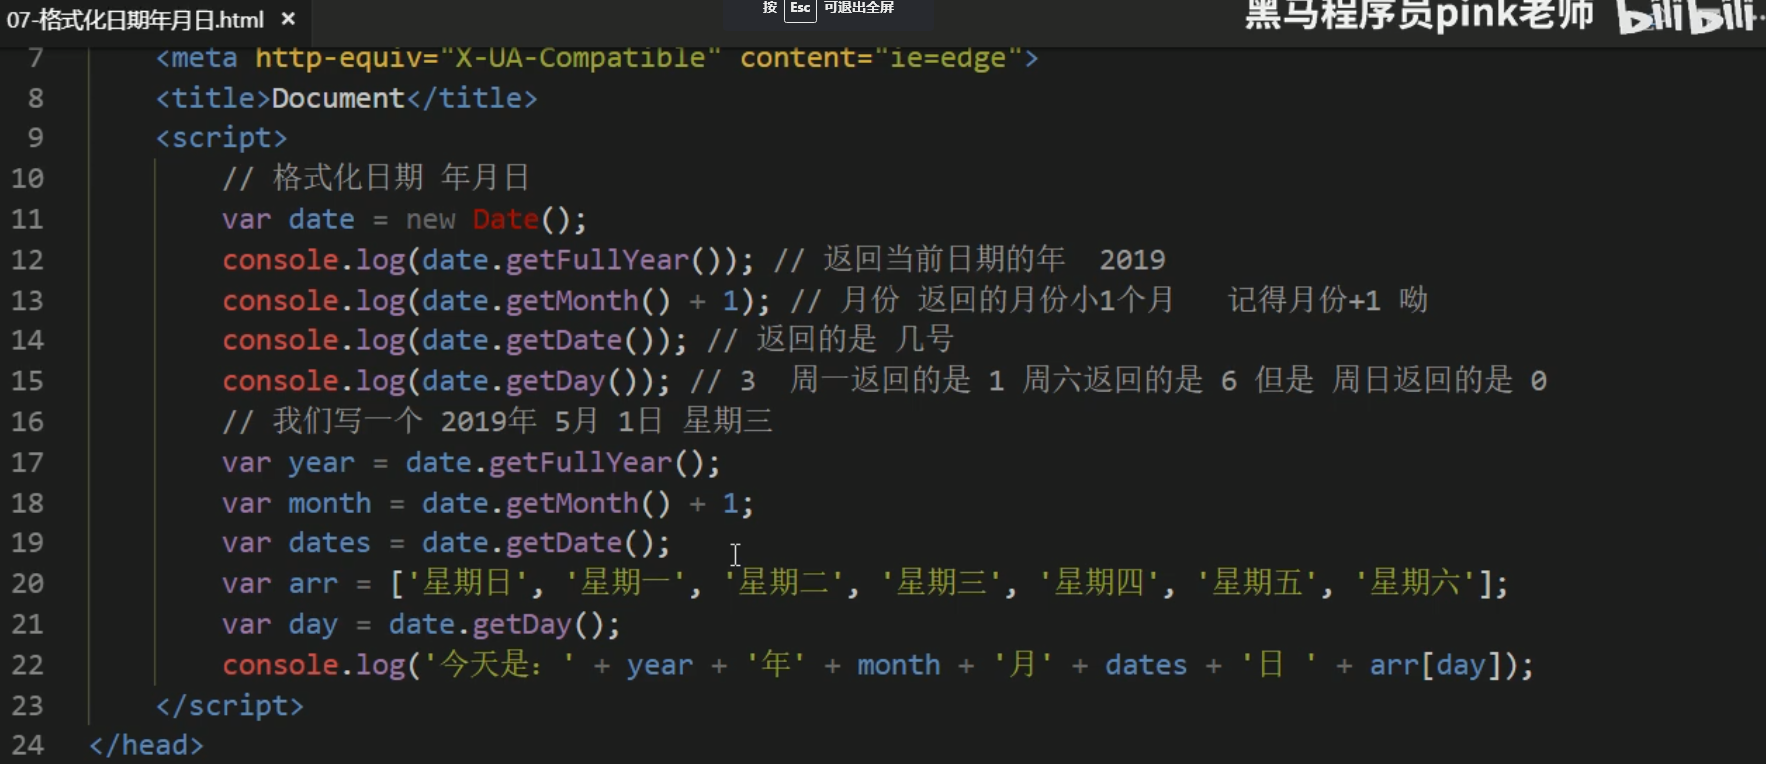 按 Esc 可退出全屏
07-格式化日期年月日.html ×
黑马程序员pink老师 bilibili
7 <meta http-equiv="X-UA-Compatible" content="ie=edge">
8 <title>Document</title>
9 <script>
10 // 格式化日期 年月日
11 var date = new Date();
12 console.log(date.getFullYear()); // 返回当前日期的年  2019
13 console.log(date.getMonth() + 1); // 月份 返回的月份小1个月   记得月份+1 呦
14 console.log(date.getDate()); // 返回的是 几号
15 console.log(date.getDay()); // 3  周一返回的是 1 周六返回的是 6 但是 周日返回的是 0
16 // 我们写一个 2019年 5月 1日 星期三
17 var year = date.getFullYear();
18 var month = date.getMonth() + 1;
19 var dates = date.getDate();
20 var arr = ['星期日', '星期一', '星期二', '星期三', '星期四', '星期五', '星期六'];
21 var day = date.getDay();
22 console.log('今天是：' + year + '年' + month + '月' + dates + '日 ' + arr[day]);
23 </script>
24 </head>